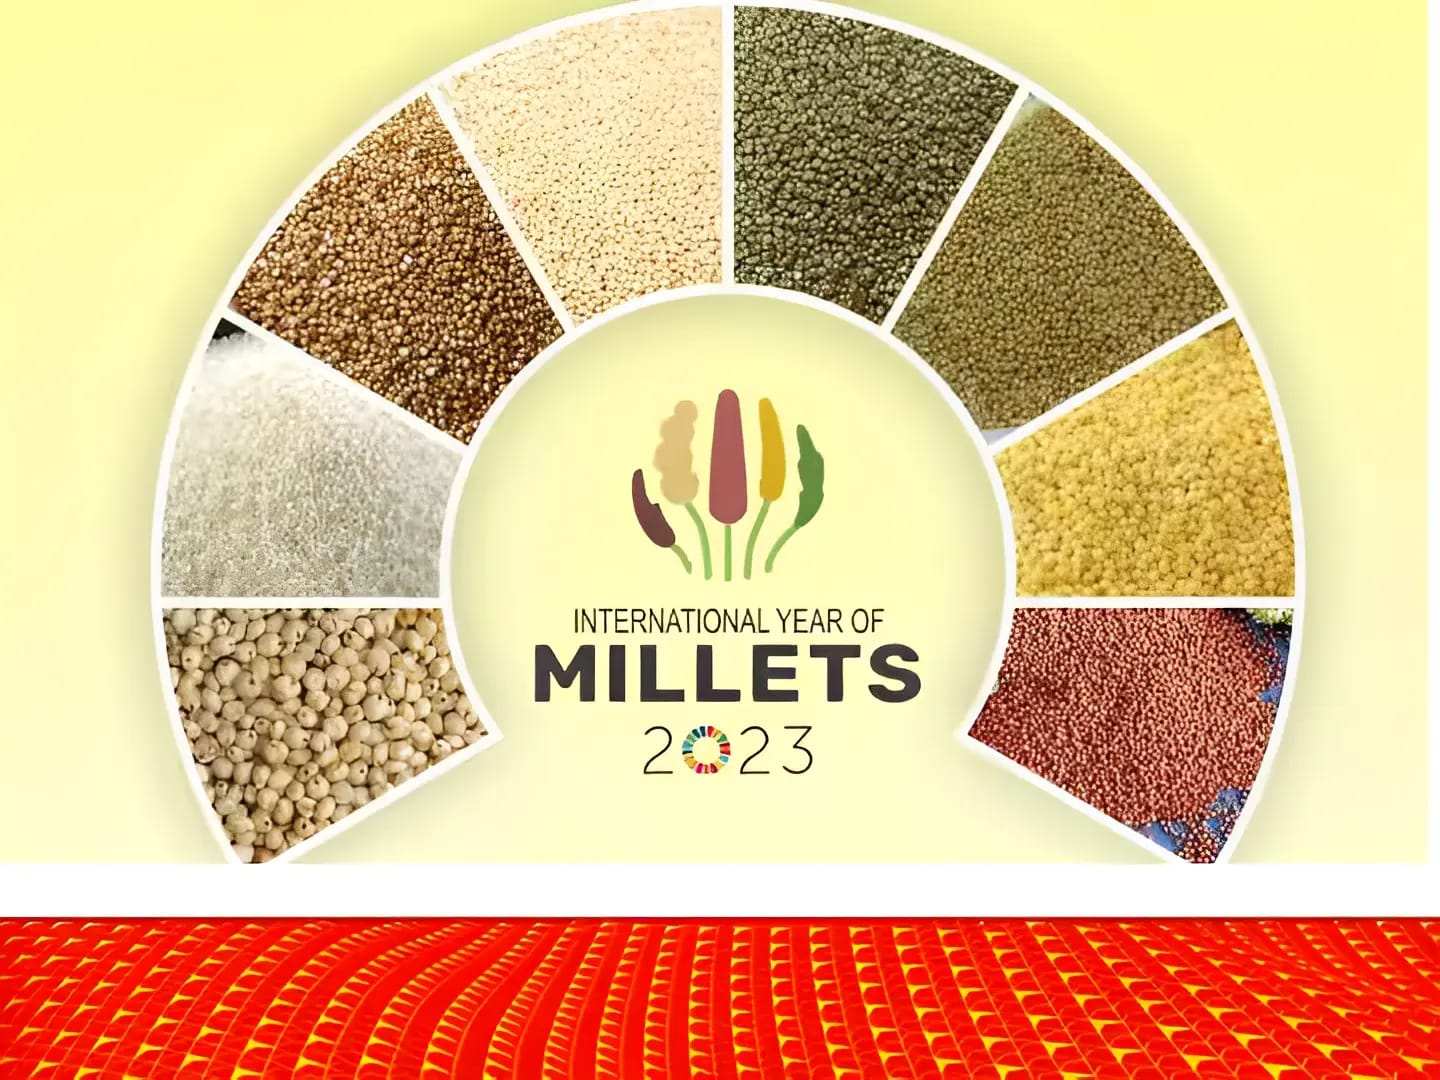 INTERNATIONAL YEAR OF
MILLETS
2023